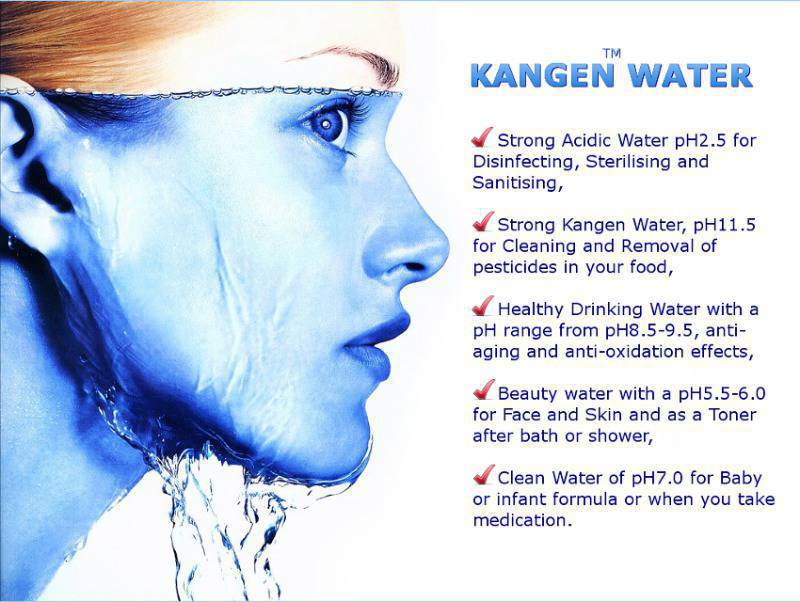 TM
KANGEN WATER
Strong Acidic Water pH2.5 for
Disinfecting, Sterilising and
Sanitising,
Strong Kangen Water, pH11.5
for Cleaning and Removal of
pesticides in your food,
Healthy Drinking Water with a
pH range from pH8.5-9.5, anti-
aging and anti-oxidation effects,
Beauty water with a pH5.5-6.0
for Face and Skin and as a Toner
after bath or shower,
Clean Water of pH7.0 for Baby
or infant formula or when you take
medication.